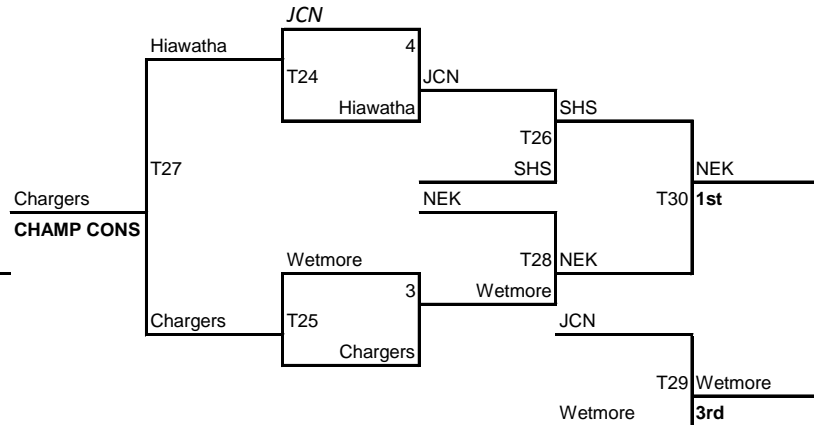 JCN
Hiawatha 4
T24 JCN
Hiawatha SHS
T26
T27 SHS NEK
Chargers NEK T30 1st
CHAMP CONS
Wetmore T28 NEK
3 Wetmore
Chargers T25 JCN
Chargers
T29 Wetmore
Wetmore 3rd